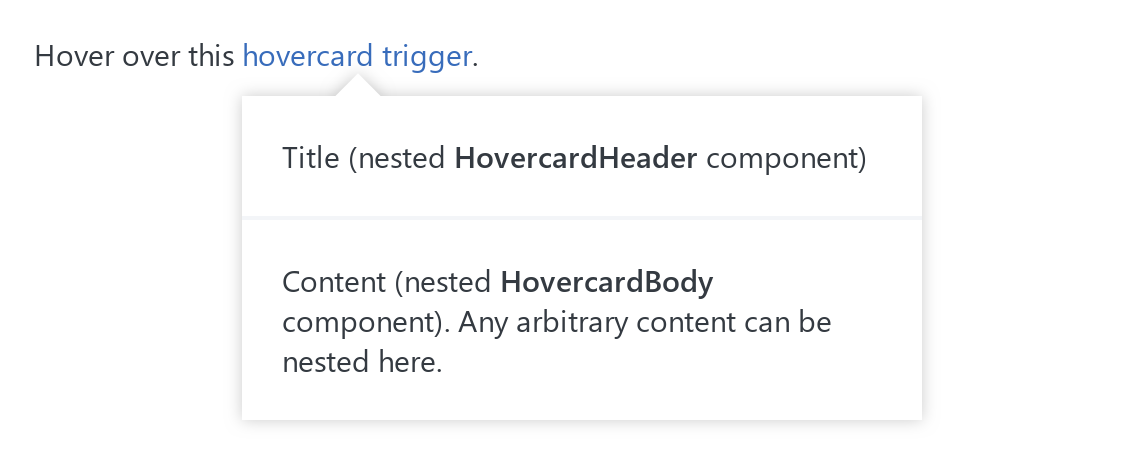 Hover over this hovercard trigger.
Title (nested HovercardHeader component)
Content (nested HovercardBody
component). Any arbitrary content can be
nested here.